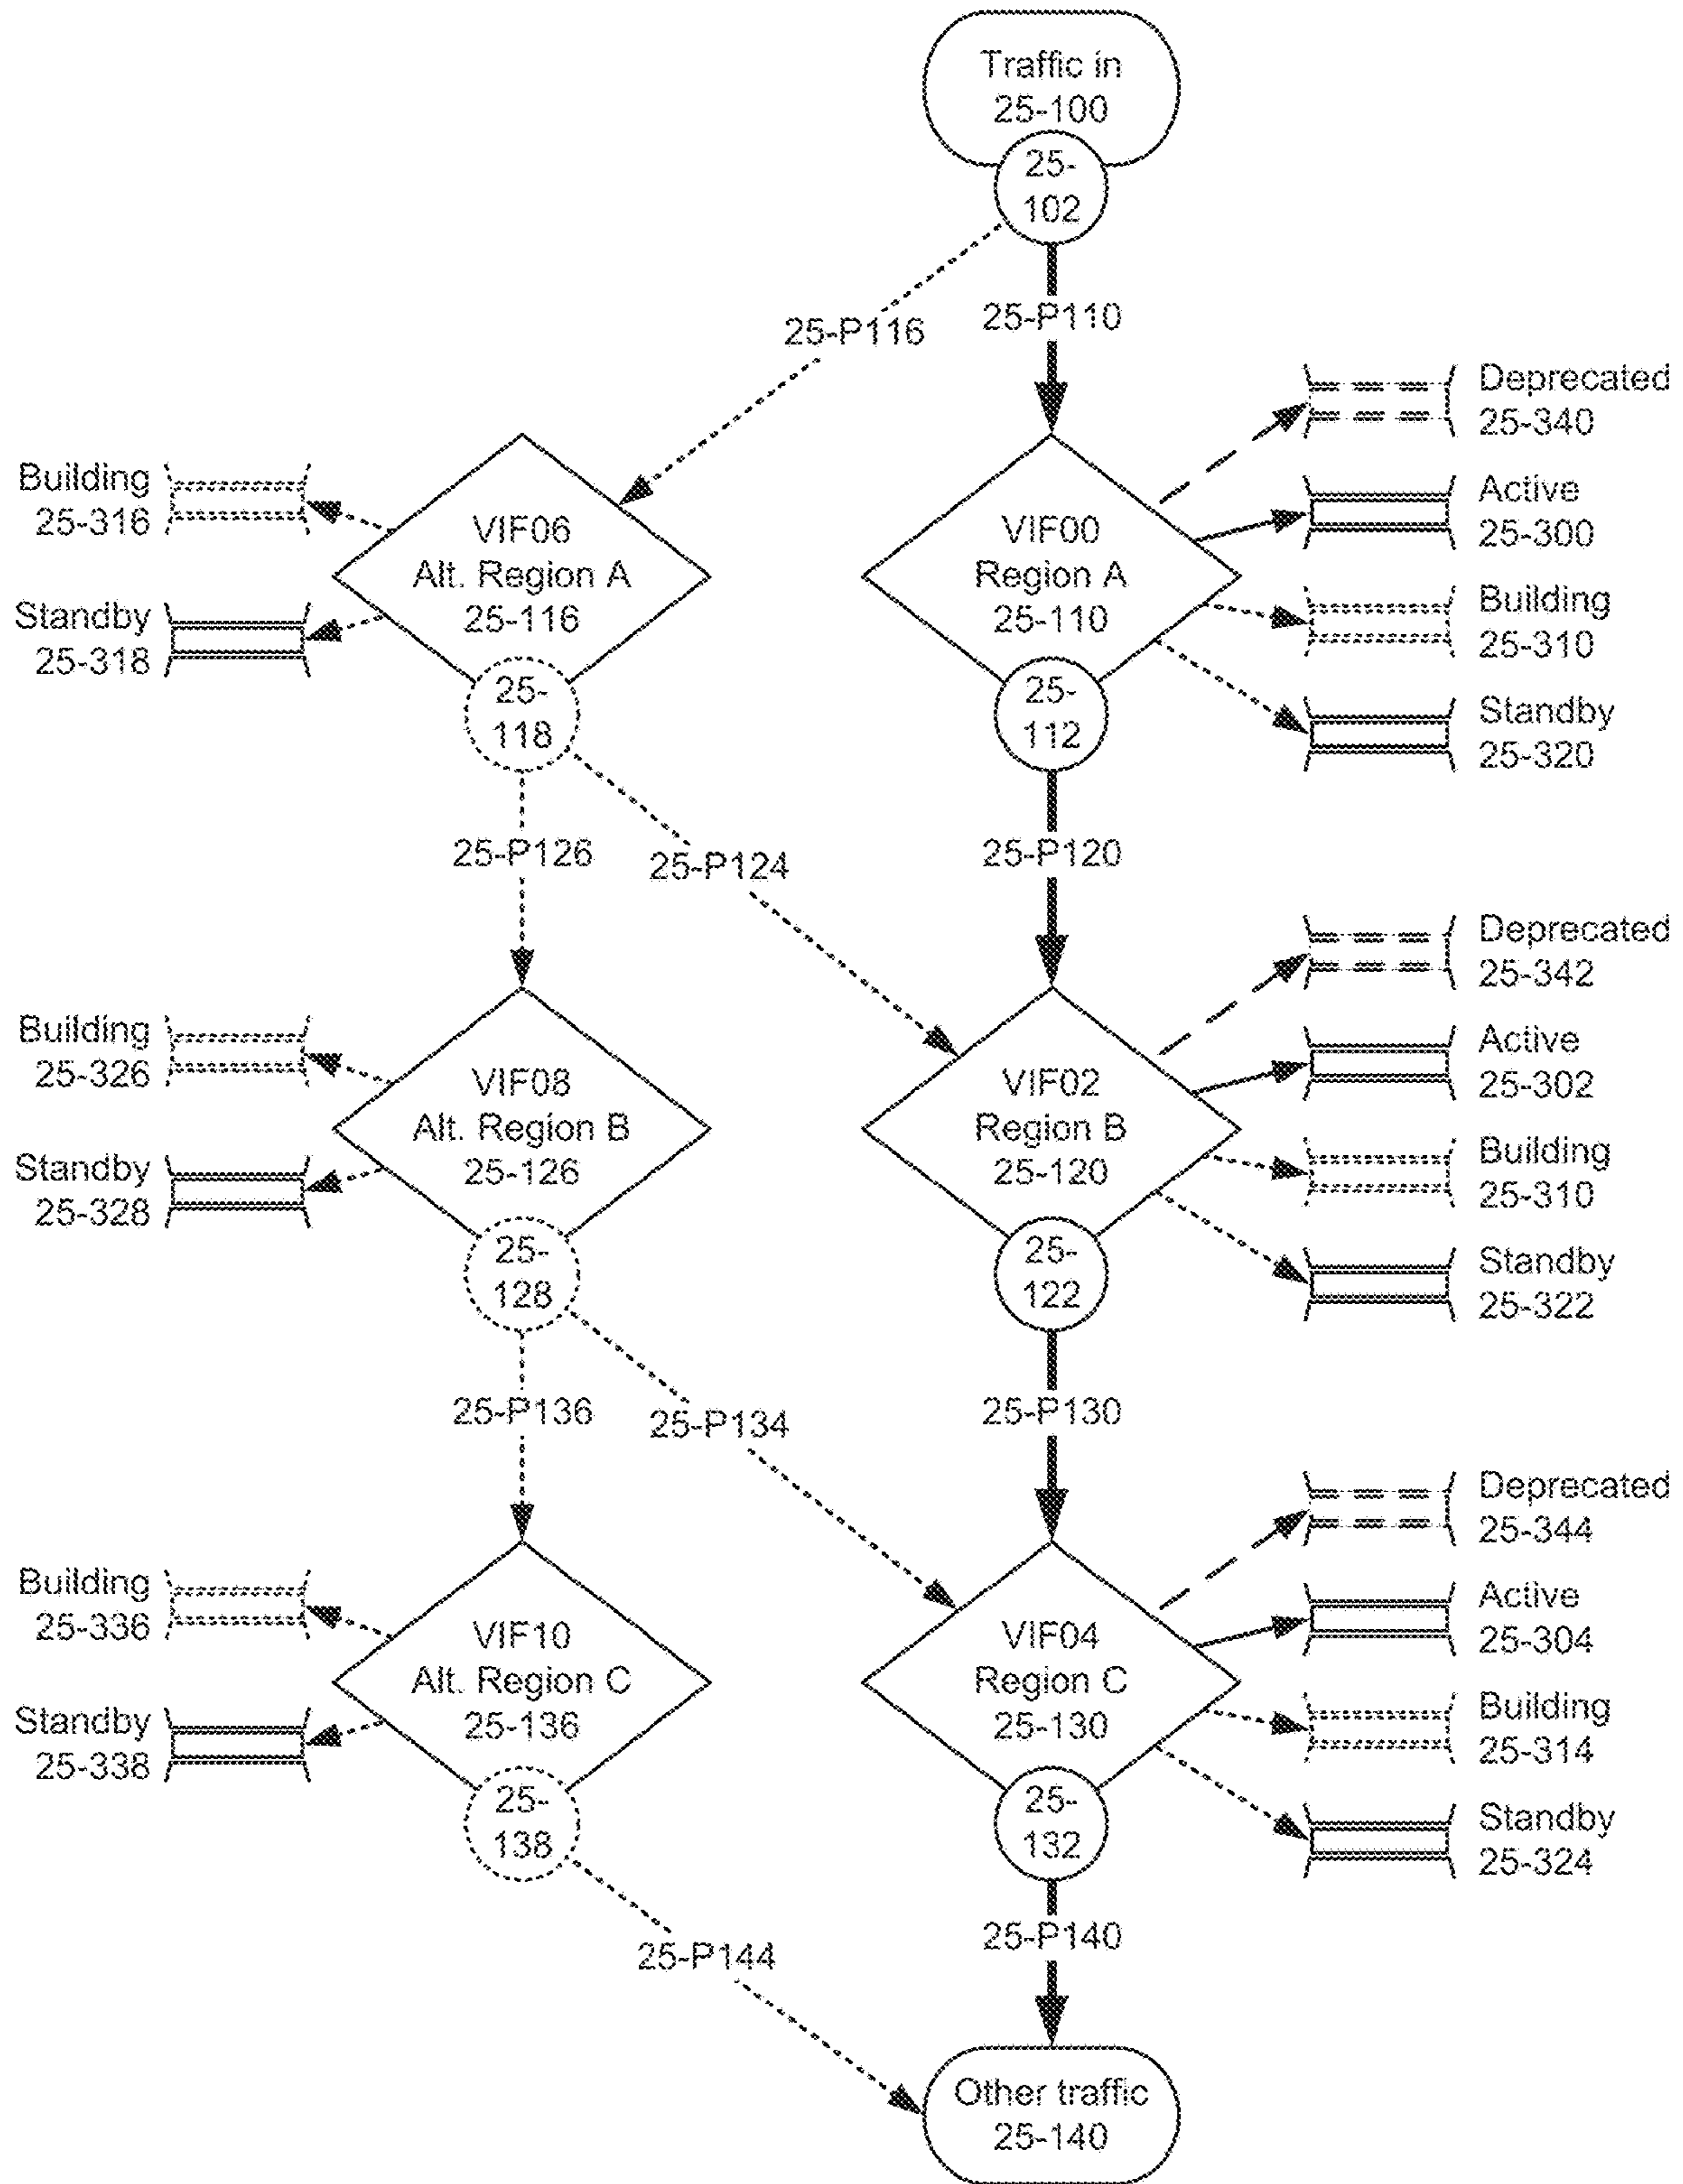 Traffic in
25-100
25-
102
25-P116
25-P110
Deprecated
25-340
Active
25-300
Building
25-310
Standby
25-320
Building
25-316
Standby
25-318
VIF06
Alt. Region A
25-116
VIF00
Region A
25-110
25-
118
25-
112
25-P126
25-P124
25-P120
Deprecated
25-342
Active
25-302
Building
25-310
Standby
25-322
Building
25-326
Standby
25-328
VIF08
Alt. Region B
25-126
VIF02
Region B
25-120
25-
128
25-
122
25-P136
25-P134
25-P130
Deprecated
25-344
Active
25-304
Building
25-314
Standby
25-324
Building
25-336
Standby
25-338
VIF10
Alt. Region C
25-136
VIF04
Region C
25-130
25-
138
25-
132
25-P144
25-P140
Other traffic
25-140